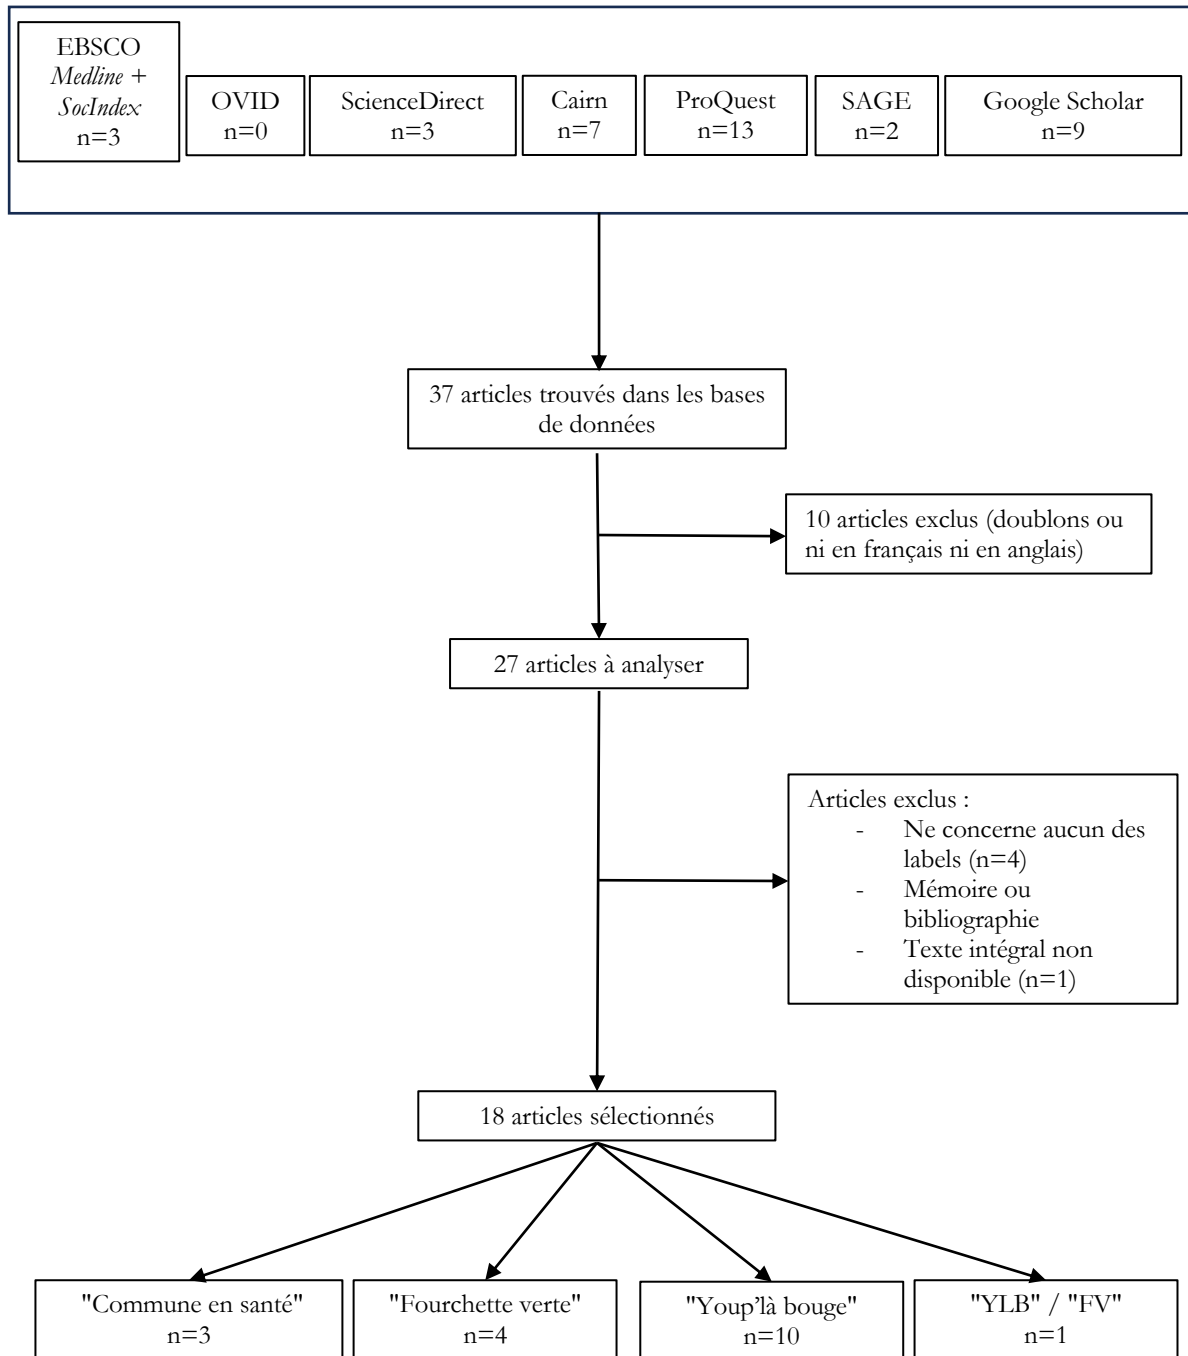 EBSCO
Medline +
SocIndex
n=3
OVID
n=0
ScienceDirect
n=3
Cairn
n=7
ProQuest
n=13
SAGE
n=2
Google Scholar
n=9
37 articles trouvés dans les bases
de données
10 articles exclus (doublons ou
ni en français ni en anglais)
27 articles à analyser
Articles exclus :
- Ne concerne aucun des
labels (n=4)
- Mémoire ou
bibliographie
- Texte intégral non
disponible (n=1)
18 articles sélectionnés
"Commune en santé"
n=3
"Fourchette verte"
n=4
"Youp'là bouge"
n=10
"YLB" / "FV"
n=1